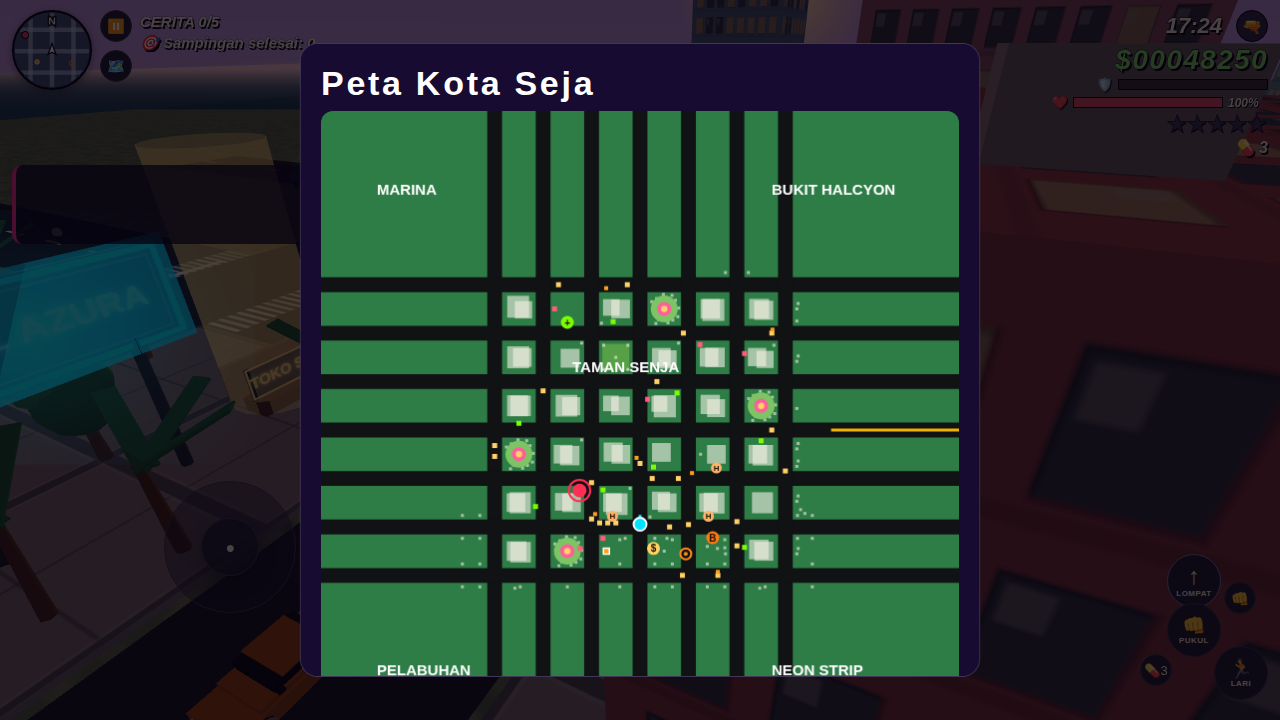 N
CERITA 0/5
Sampingan selesai: 0
17:24
$00048250
100%
3
Peta Kota Seja
MARINA
BUKIT HALCYON
TAMAN SENJA
H
H
H
B
$
PELABUHAN
NEON STRIP
AZURA
TOKO S
LOMPAT
PUKUL
3
LARI